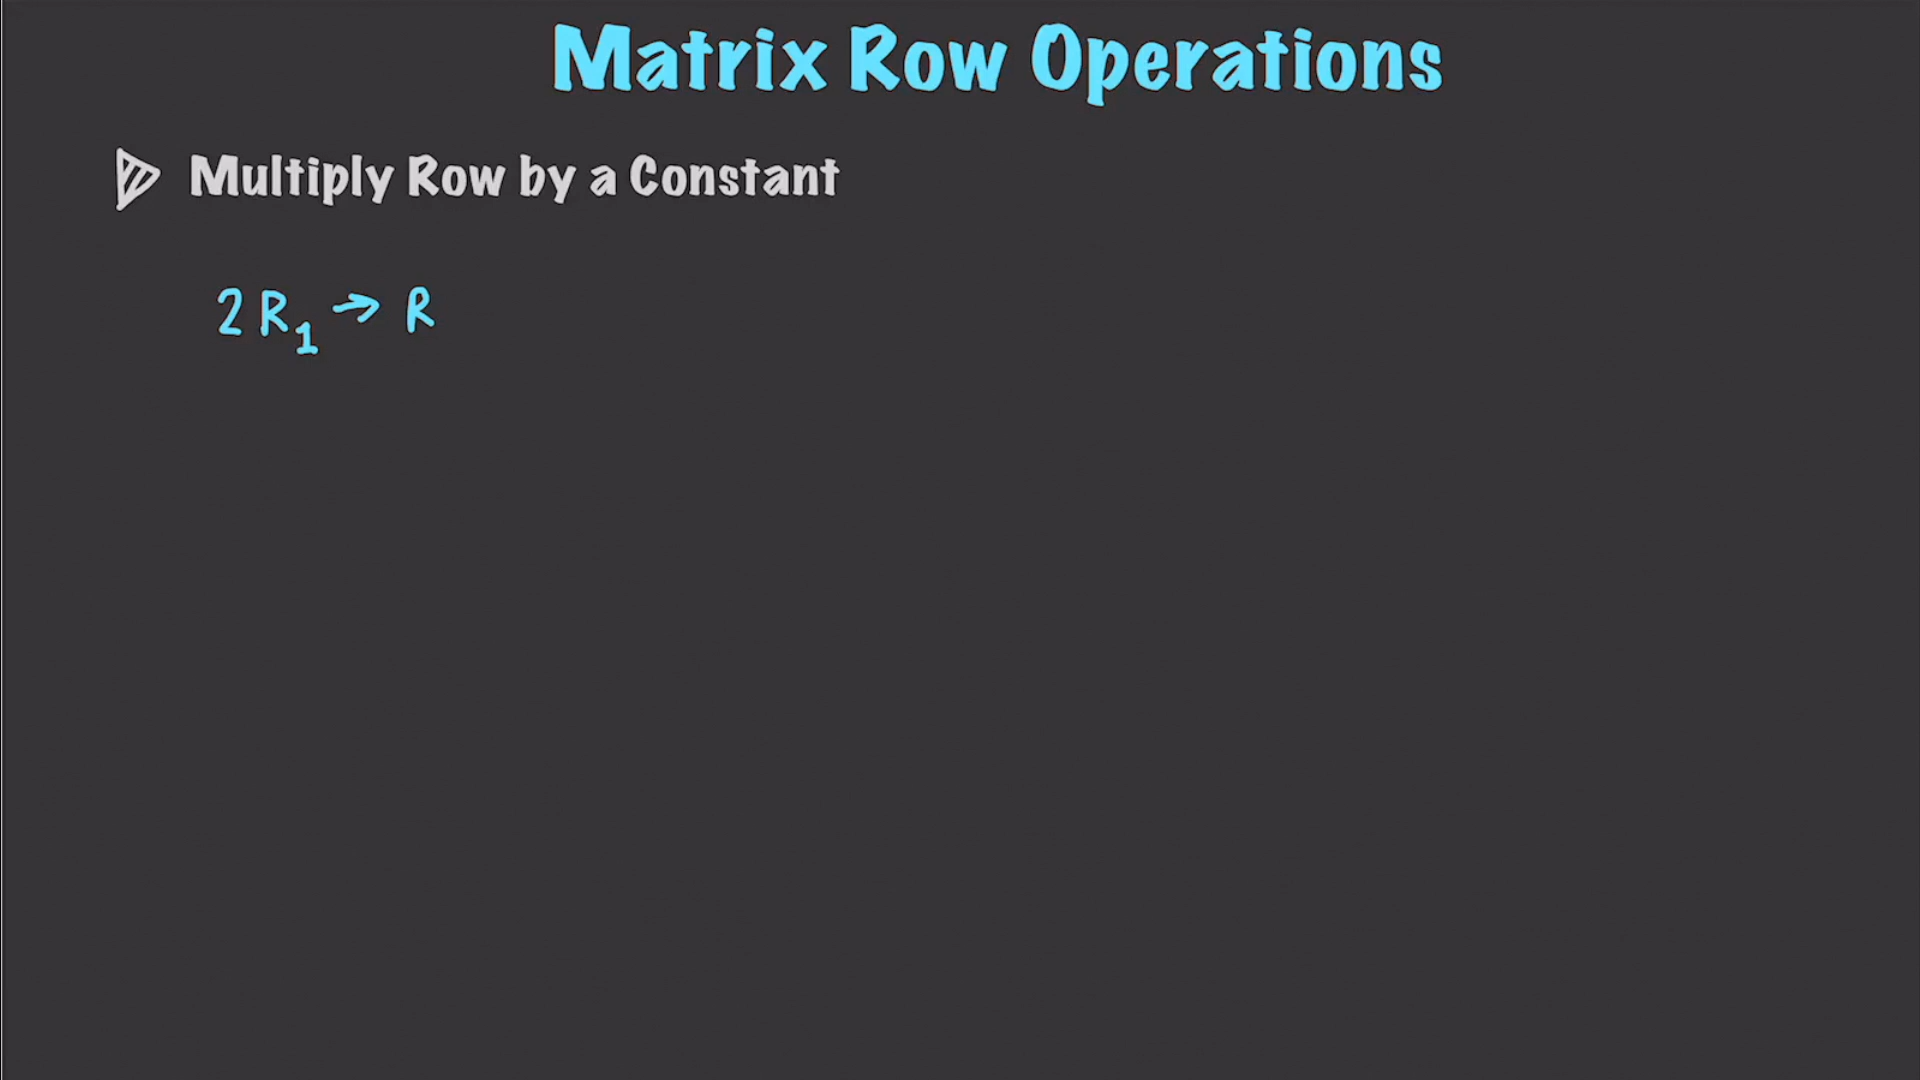 Matrix Row Operations
Multiply Row by a Constant
2 R₁ → R